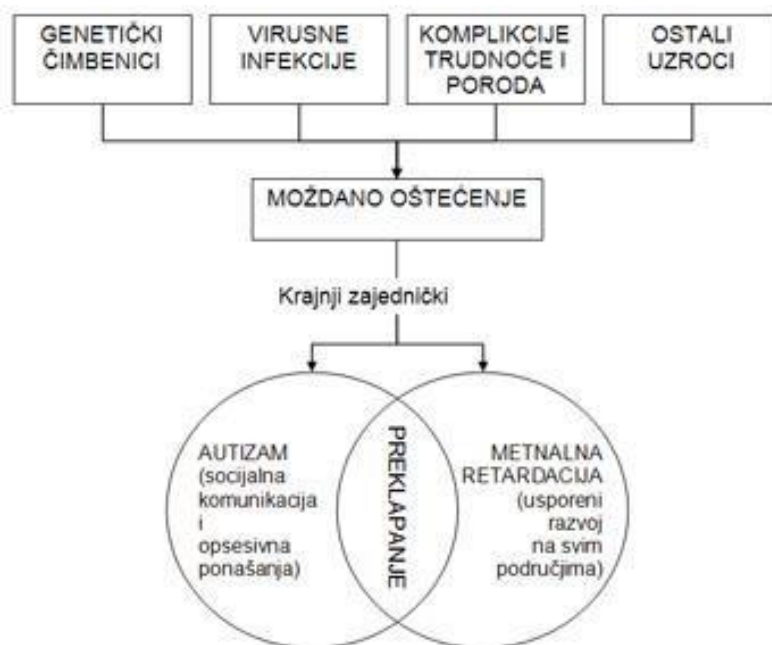 GENETIČKI
ČIMBENICI
VIRUSNE
INFEKCIJE
KOMPLIKCIJE
TRUDNOĆE I
PORODA
OSTALI
UZROCI
MOŽDANO OŠTEĆENJE
Krajnji zajednički
AUTIZAM
(socijalna
komunikacija
i
opsesivna
ponašanja)
PREKLAPANJE
METNALNA
RETARDACIJA
(usporeni
razvoj
na svim
područjima)